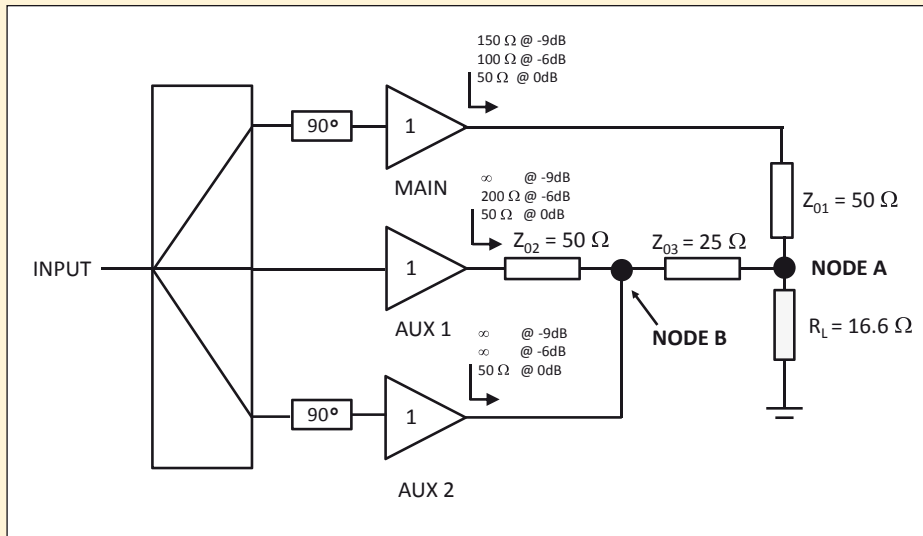 150 Ω @ -9dB
100 Ω @ -6dB
50 Ω @ 0dB
90°
1
MAIN
∞ @ -9dB
200 Ω @ -6dB
50 Ω @ 0dB
Z01 = 50 Ω
Z02 = 50 Ω
Z03 = 25 Ω
INPUT
1
NODE A
AUX 1
NODE B
RL = 16.6 Ω
∞ @ -9dB
∞ @ -6dB
50 Ω @ 0dB
90°
1
AUX 2